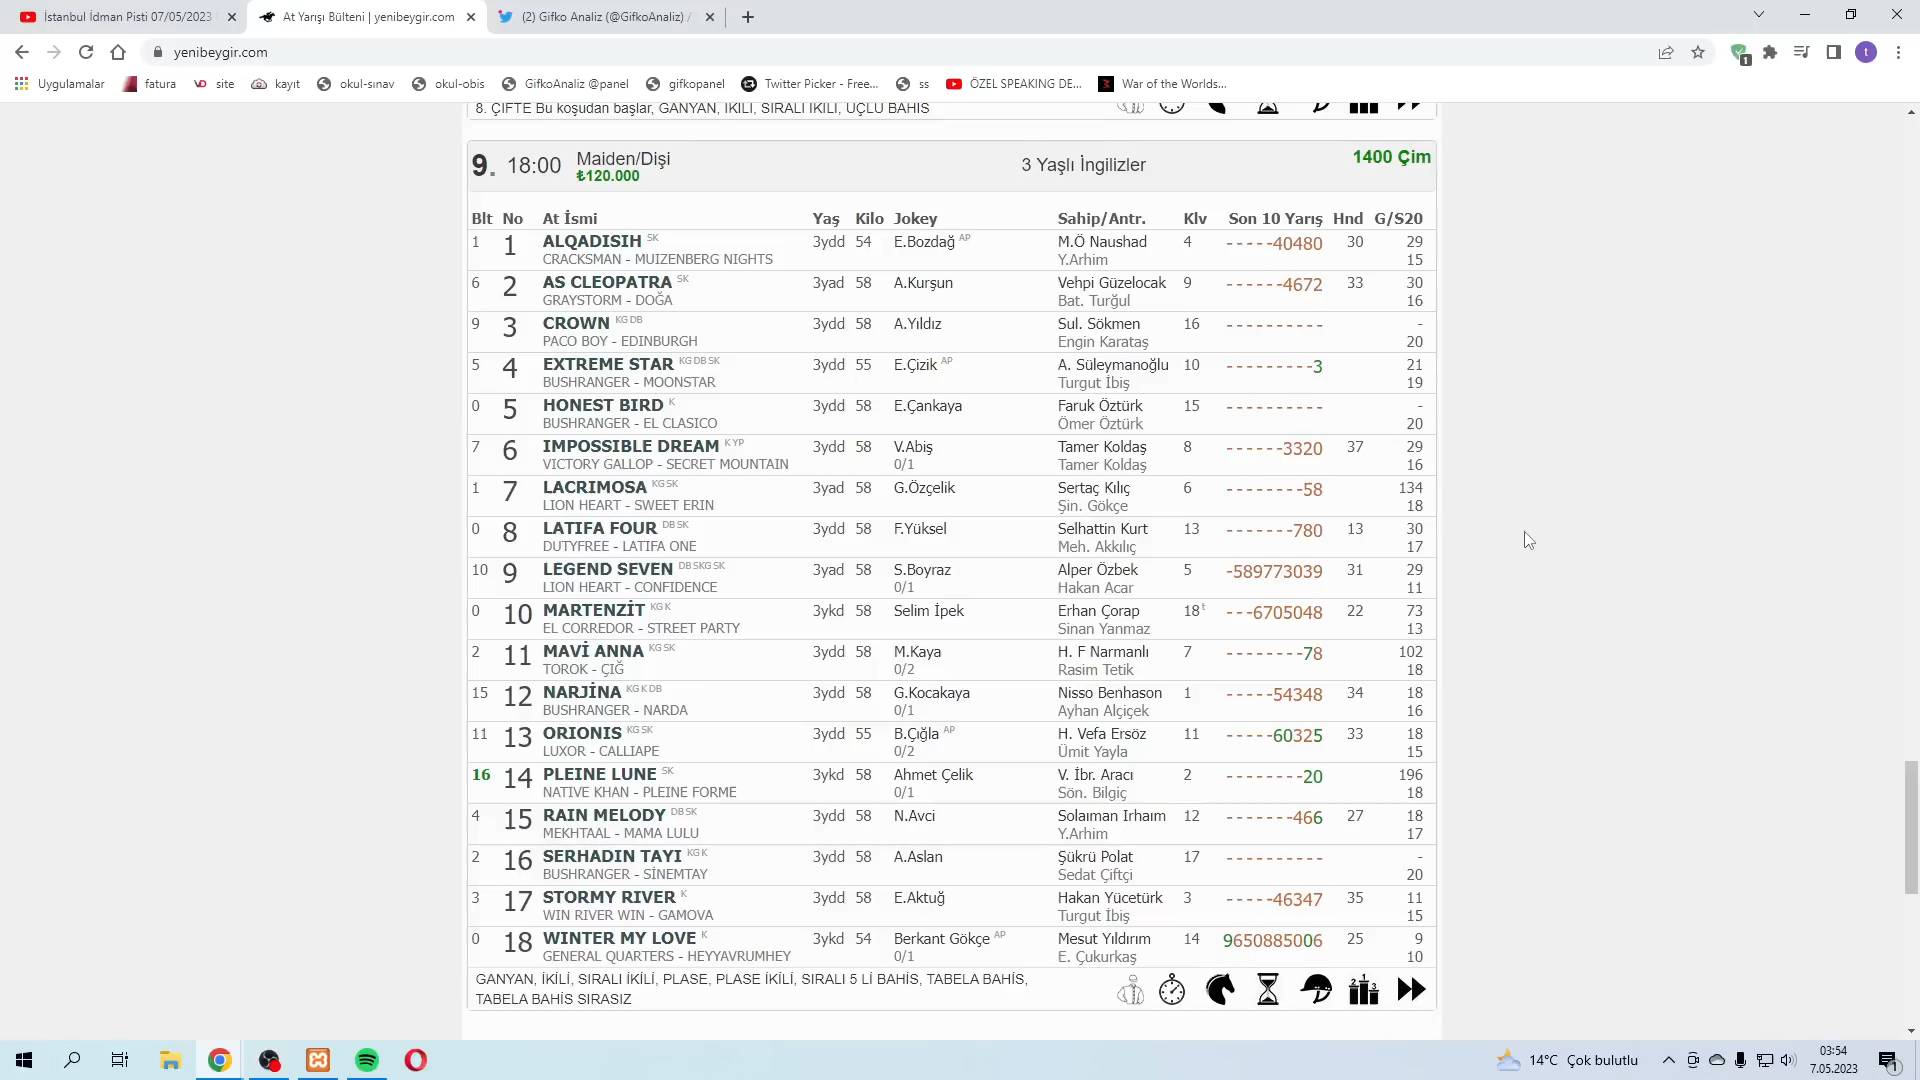 İstanbul İdman Pisti 07/05/2023
At Yarışı Bülteni | yenibeygir.com
(2) Gifko Analiz (@GifkoAnaliz) /
yenibeygir.com
t
Uygulamalar fatura site kayıt okul-sınav okul-obis GifkoAnaliz @panel gifkopanel Twitter Picker - Free... ss ÖZEL SPEAKING DE... War of the Worlds...
8. ÇİFTE Bu koşudan başlar, GANYAN, İKİLİ, SIRALI İKİLİ, ÜÇLÜ BAHİS
9. 18:00 Maiden/Dişi 3 Yaşlı İngilizler 1400 Çim
₺120.000
Blt No At İsmi Yaş Kilo Jokey Sahip/Antr. Klv Son 10 Yarış Hnd G/S20
1 1 ALQADISIH SK 3ydd 54 E.Bozdağ AP M.Ö Naushad 4 -----40480 30 29
CRACKSMAN - MUIZENBERG NIGHTS Y.Arhim 15
6 2 AS CLEOPATRA SK 3yad 58 A.Kurşun Vehpi Güzelocak 9 ------4672 33 30
GRAYSTORM - DOĞA Bat. Turğul 16
9 3 CROWN KG DB 3ydd 58 A.Yıldız Sul. Sökmen 16 ---------- -
PACO BOY - EDINBURGH Engin Karataş 20
5 4 EXTREME STAR KG DB SK 3ydd 55 E.Çizik AP A. Süleymanoğlu 10 ---------3 21
BUSHRANGER - MOONSTAR Turgut İbiş 19
0 5 HONEST BIRD K 3ydd 58 E.Çankaya Faruk Öztürk 15 ---------- -
BUSHRANGER - EL CLASICO Ömer Öztürk 20
7 6 IMPOSSIBLE DREAM K YP 3ydd 58 V.Abiş Tamer Koldaş 8 ------3320 37 29
VICTORY GALLOP - SECRET MOUNTAIN 0/1 Tamer Koldaş 16
1 7 LACRIMOSA KG SK 3yad 58 G.Özçelik Sertaç Kılıç 6 --------58 134
LION HEART - SWEET ERIN Şin. Gökçe 18
0 8 LATIFA FOUR DB SK 3ydd 58 F.Yüksel Selhattin Kurt 13 -------780 13 30
DUTYFREE - LATIFA ONE Meh. Akkılıç 17
10 9 LEGEND SEVEN DB SKG SK 3yad 58 S.Boyraz Alper Özbek 5 -589773039 31 29
LION HEART - CONFIDENCE 0/1 Hakan Acar 11
0 10 MARTENZİT KG K 3ykd 58 Selim İpek Erhan Çorap 18 t ---6705048 22 73
EL CORREDOR - STREET PARTY Sinan Yanmaz 13
2 11 MAVİ ANNA KG SK 3ydd 58 M.Kaya H. F Narmanlı 7 --------78 102
TOROK - ÇIĞ 0/2 Rasim Tetik 18
15 12 NARJİNA KG K DB 3ydd 58 G.Kocakaya Nisso Benhason 1 -----54348 34 18
BUSHRANGER - NARDA 0/1 Ayhan Alçiçek 16
11 13 ORIONIS KG SK 3ydd 55 B.Çığla AP H. Vefa Ersöz 11 -----60325 33 18
LUXOR - CALLIAPE 0/2 Ümit Yayla 15
16 14 PLEINE LUNE SK 3ykd 58 Ahmet Çelik V. İbr. Aracı 2 --------20 196
NATIVE KHAN - PLEINE FORME 0/1 Sön. Bilgiç 18
4 15 RAIN MELODY DB SK 3ydd 58 N.Avci Solaıman Irhaım 12 -------466 27 18
MEKHTAAL - MAMA LULU Y.Arhim 17
2 16 SERHADIN TAYI KG K 3ydd 58 A.Aslan Şükrü Polat 17 ---------- -
BUSHRANGER - SİNEMTAY Sedat Çiftçi 20
3 17 STORMY RIVER K 3ydd 58 E.Aktuğ Hakan Yücetürk 3 -----46347 35 11
WIN RIVER WIN - GAMOVA Turgut İbiş 15
0 18 WINTER MY LOVE K 3ykd 54 Berkant Gökçe AP Mesut Yıldırım 14 9650885006 25 9
GENERAL QUARTERS - HEYYAVRUMHEY 0/1 E. Çukurkaş 10
GANYAN, İKİLİ, SIRALI İKİLİ, PLASE, PLASE İKİLİ, SIRALI 5 Lİ BAHİS, TABELA BAHİS,
TABELA BAHİS SIRASIZ
14°C Çok bulutlu
03:54
7.05.2023